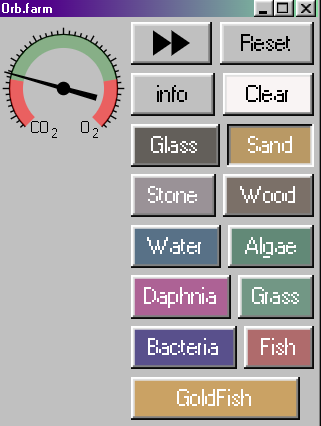 Orb.farm
Reset
info Clear
CO2 O2
Glass Sand
Stone Wood
Water Algae
Daphnia Grass
Bacteria Fish
GoldFish